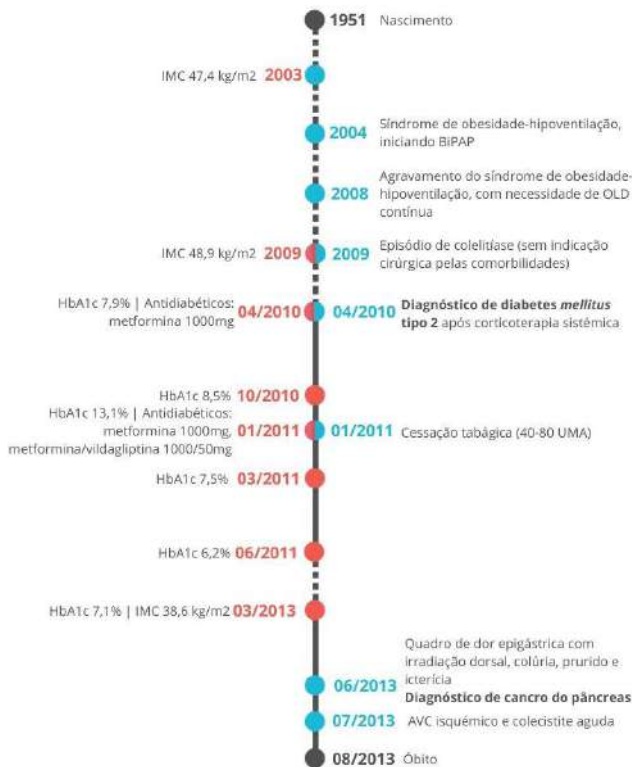 1951 Nascimento
IMC 47,4 kg/m2 2003
2004 Síndrome de obesidade-hipoventilação,
iniciando BiPAP
2008 Agravamento do síndrome de obesidade-
hipoventilação, com necessidade de OLD
contínua
IMC 48,9 kg/m2 2009
2009 Episódio de colelitíase (sem indicação
cirúrgica pelas comorbilidades)
HbA1c 7,9% | Antidiabéticos: 04/2010
metformina 1000mg
04/2010 Diagnóstico de diabetes mellitus
tipo 2 após corticoterapia sistémica
HbA1c 8,5% 10/2010
HbA1c 13,1% | Antidiabéticos:
metformina 1000mg, 01/2011
metformina/vildagliptina 1000/50mg
01/2011 Cessação tabágica (40-80 UMA)
HbA1c 7,5% 03/2011
HbA1c 6,2% 06/2011
HbA1c 7,1% | IMC 38,6 kg/m2 03/2013
Quadro de dor epigástrica com
irradiação dorsal, colúria, prurido e
06/2013 icterícia
Diagnóstico de cancro do pâncreas
07/2013 AVC isquémico e colecistite aguda
08/2013 Óbito